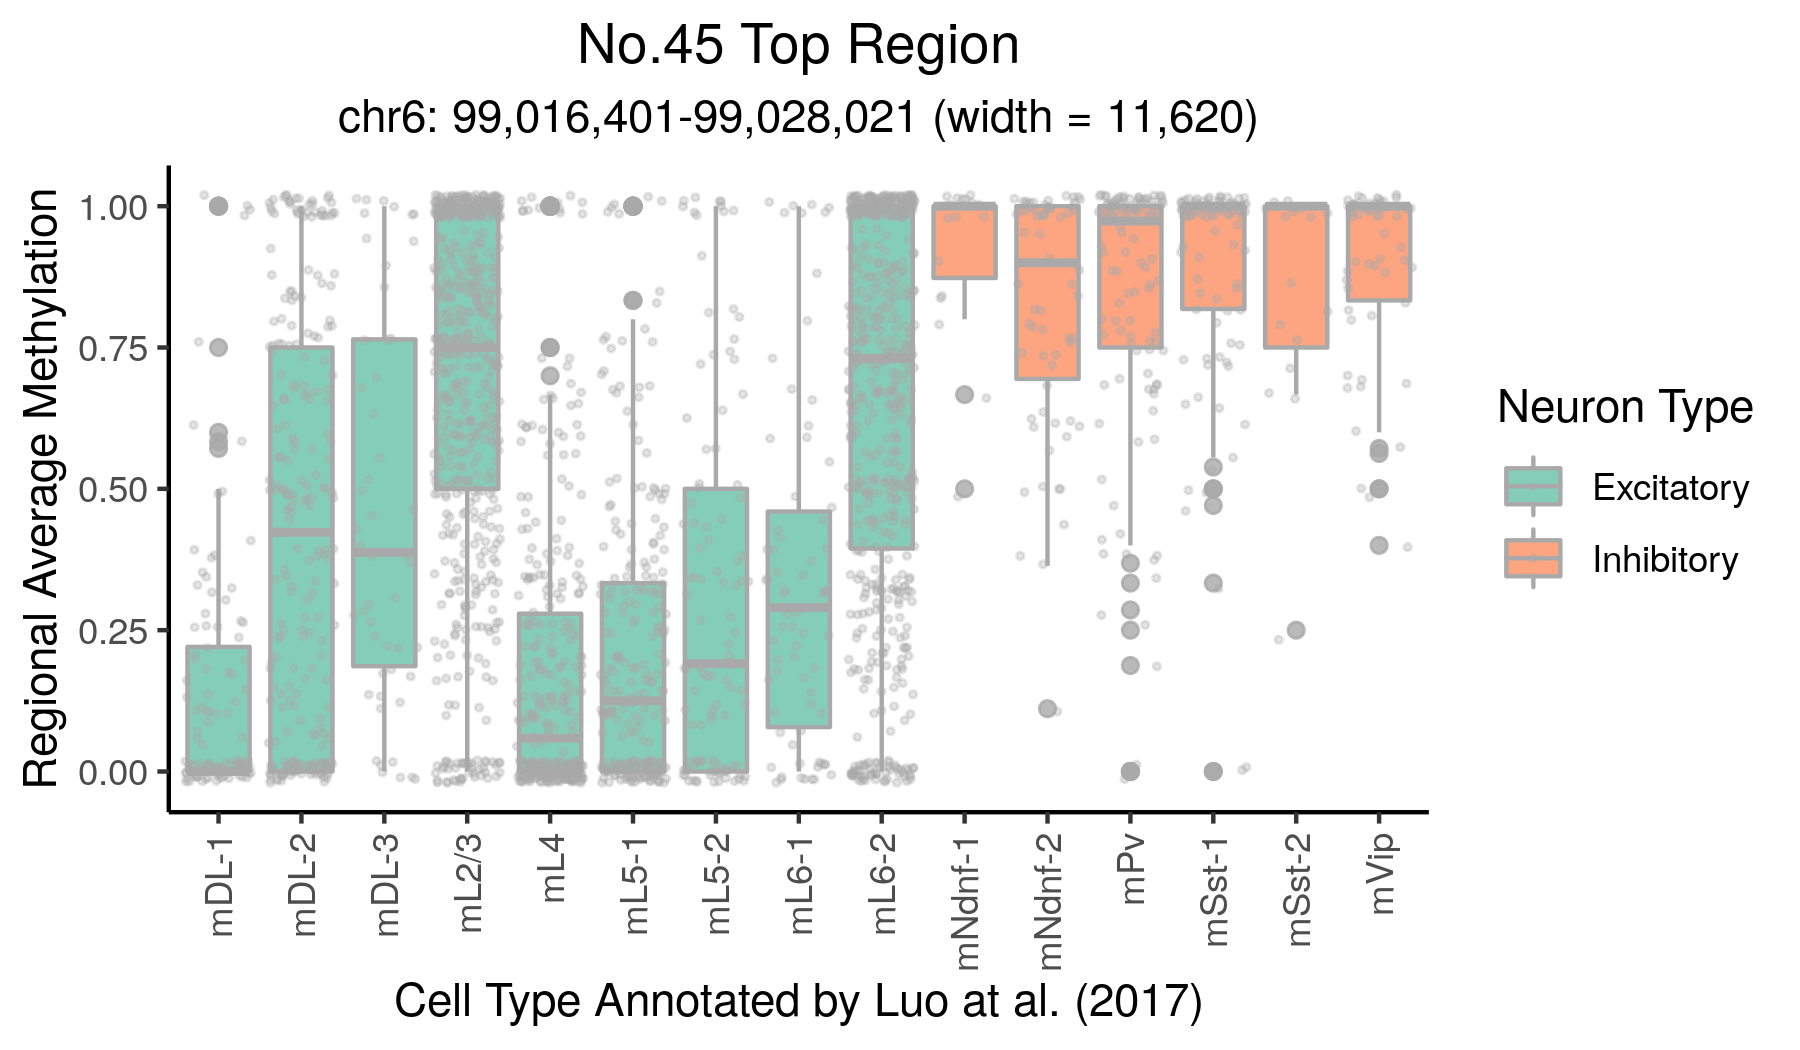 No.45 Top Region
chr6: 99,016,401-99,028,021 (width = 11,620)
Regional Average Methylation
1.00
0.75
0.50
0.25
0.00
mDL-1
mDL-2
mDL-3
mL2/3
mL4
mL5-1
mL5-2
mL6-1
mL6-2
mNdnf-1
mNdnf-2
mPv
mSst-1
mSst-2
mVip
Cell Type Annotated by Luo at al. (2017)
Neuron Type
Excitatory
Inhibitory